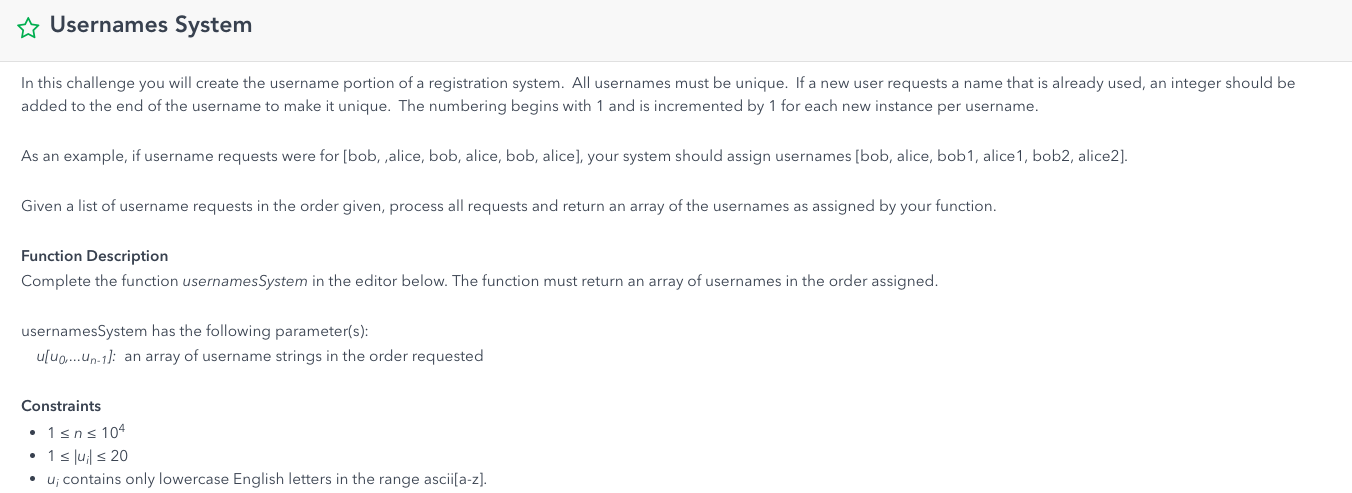 Usernames System
In this challenge you will create the username portion of a registration system.  All usernames must be unique.  If a new user requests a name that is already used, an integer should be
added to the end of the username to make it unique.  The numbering begins with 1 and is incremented by 1 for each new instance per username.
As an example, if username requests were for [bob, ,alice, bob, alice, bob, alice], your system should assign usernames [bob, alice, bob1, alice1, bob2, alice2].
Given a list of username requests in the order given, process all requests and return an array of the usernames as assigned by your function.
Function Description
Complete the function usernamesSystem in the editor below. The function must return an array of usernames in the order assigned.
usernamesSystem has the following parameter(s):
u[u0,...un-1]:  an array of username strings in the order requested
Constraints
• 1 ≤ n ≤ 10^4
• 1 ≤ |ui| ≤ 20
• ui contains only lowercase English letters in the range ascii[a-z].